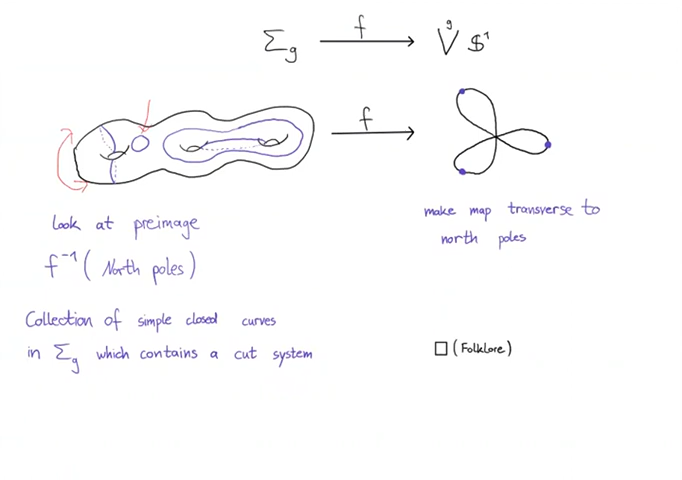 Σg f → g ∨ $¹
f
look at preimage
f⁻¹ ( North poles )
make map transverse to
north poles
Collection of simple closed curves
in Σg which contains a cut system
□ (Folklore)